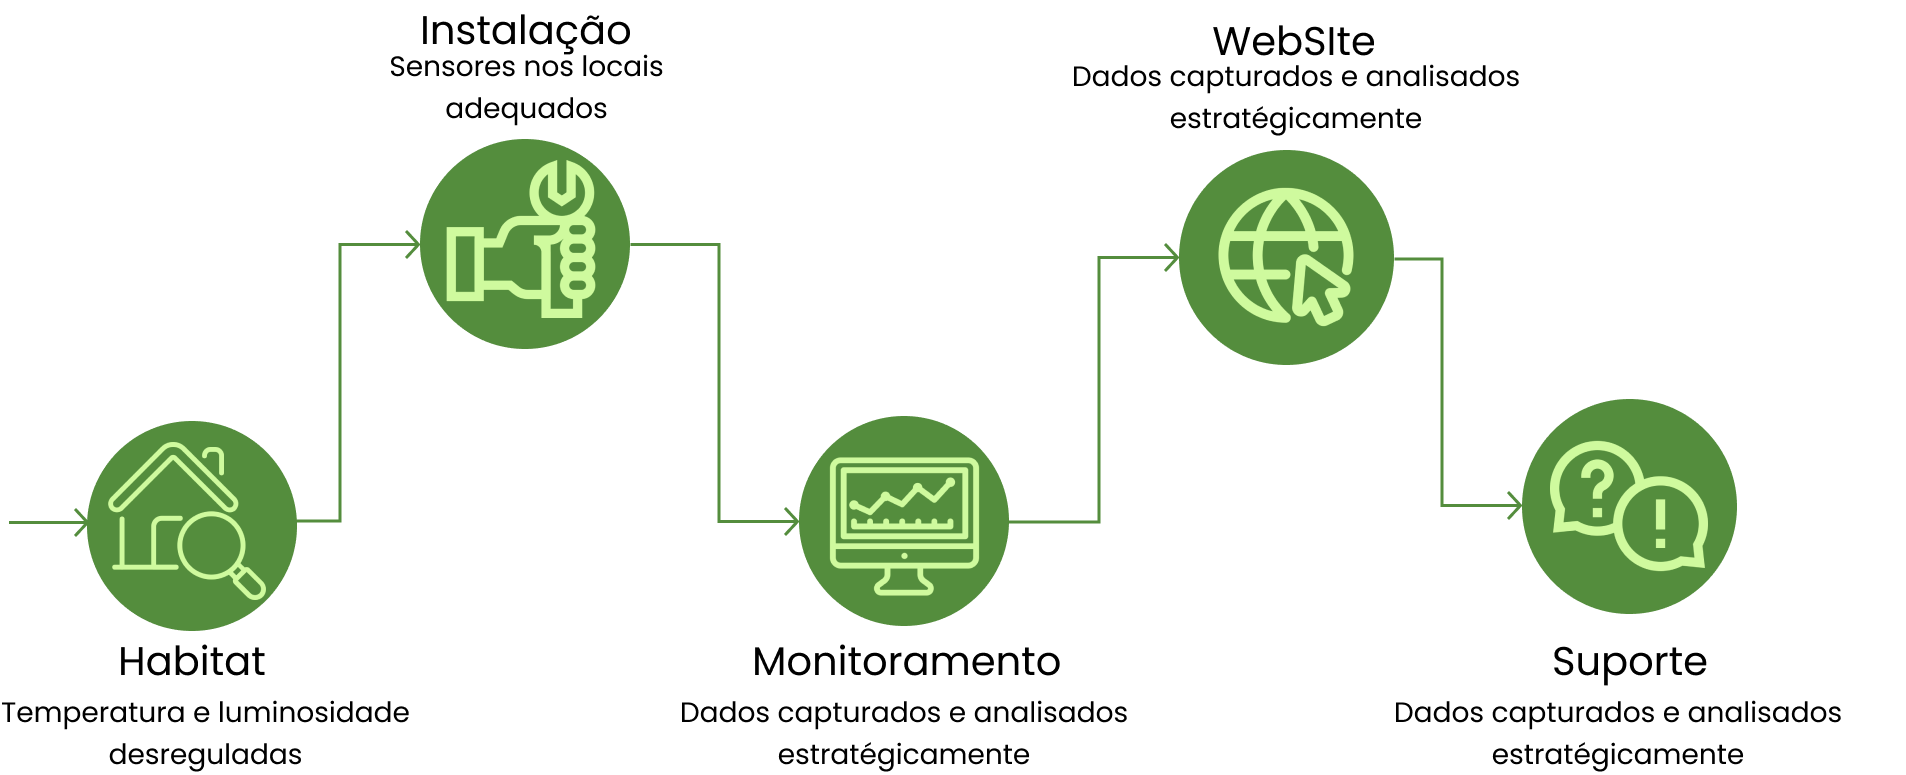 Instalação
Sensores nos locais
adequados
WebSIte
Dados capturados e analisados
estratégicamente
Habitat
Temperatura e luminosidade
desreguladas
Monitoramento
Dados capturados e analisados
estratégicamente
Suporte
Dados capturados e analisados
estratégicamente